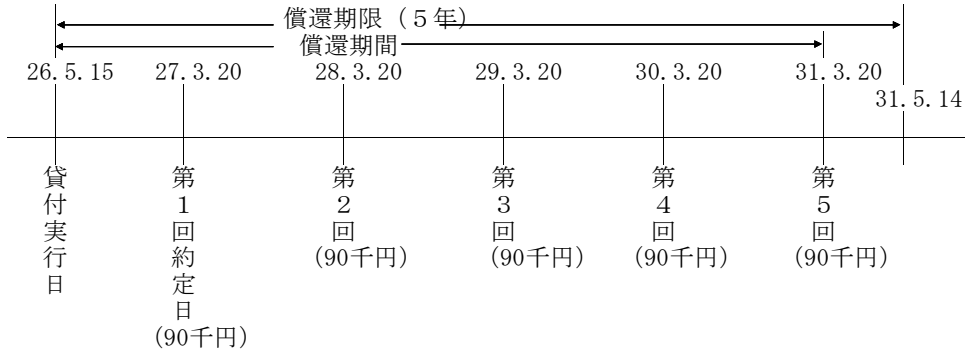 償還期限（５年）
償還期間
26.5.15
27.3.20
28.3.20
29.3.20
30.3.20
31.3.20
31.5.14
貸付実行日
第１回約定日
(90千円)
第２回
(90千円)
第３回
(90千円)
第４回
(90千円)
第５回
(90千円)